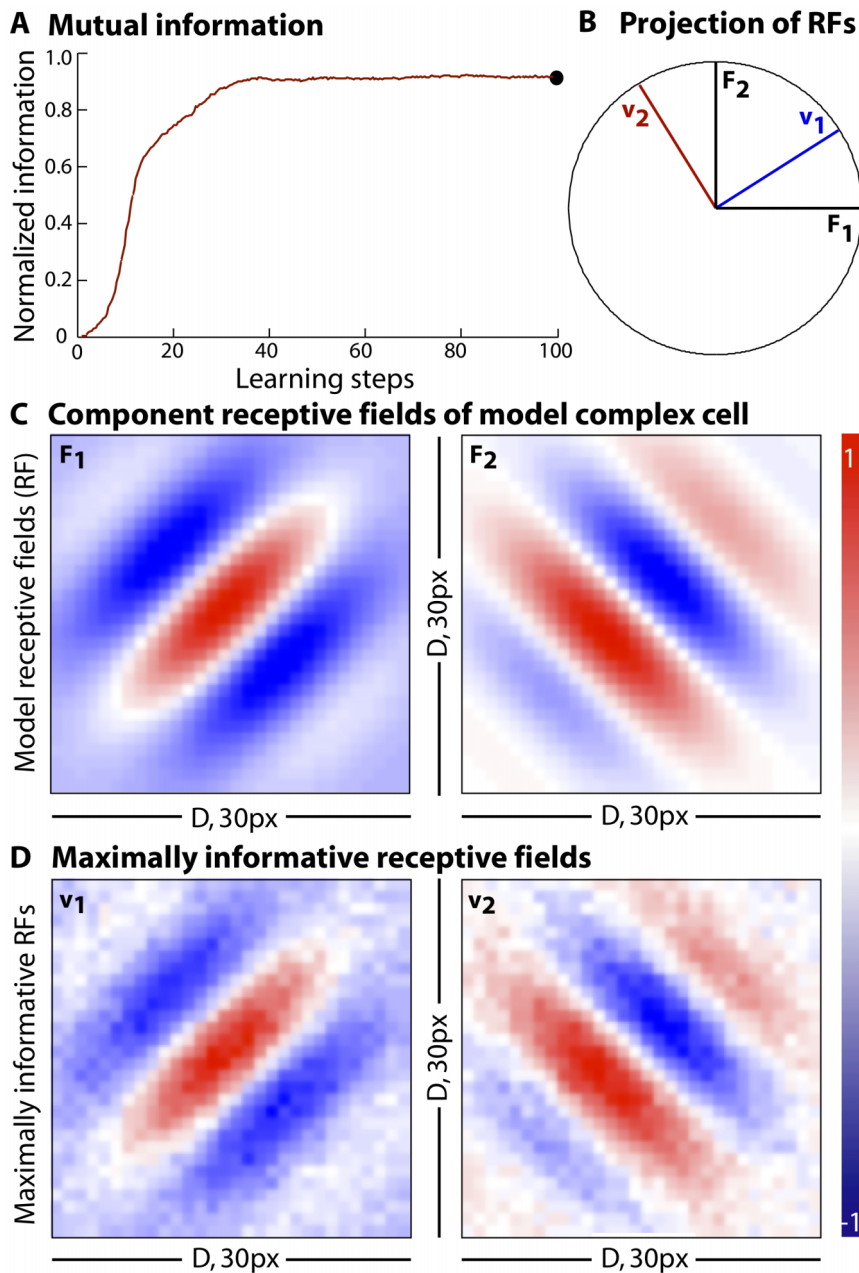 A Mutual information
Normalized information
1.0
0.8
0.6
0.4
0.2
0
0 20 40 60 80 100
Learning steps
B Projection of RFs
F2
v2
v1
F1
C Component receptive fields of model complex cell
Model receptive fields (RF)
F1
D, 30px
D, 30px
F2
D, 30px
1
D Maximally informative receptive fields
Maximally informative RFs
v1
D, 30px
D, 30px
v2
D, 30px
-1